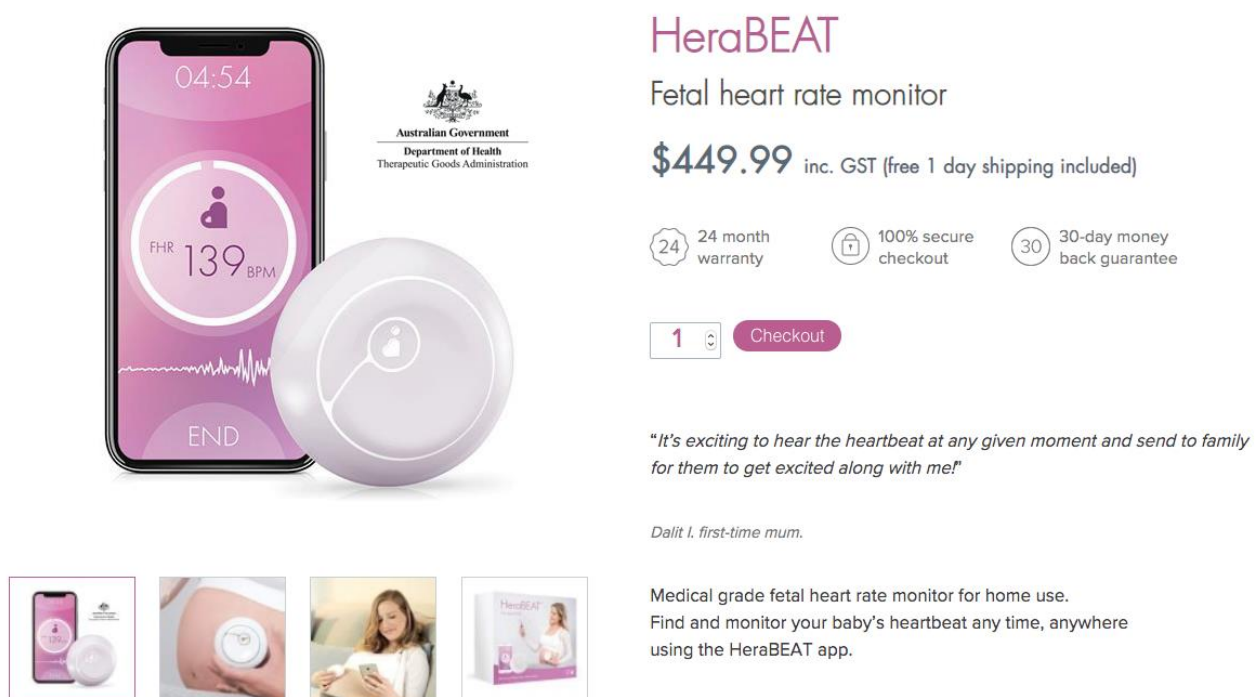 04:54
FHR 139 BPM
END
Australian Government
Department of Health
Therapeutic Goods Administration
HeraBEAT
Fetal heart rate monitor
$449.99 inc. GST (free 1 day shipping included)
24
24 month
warranty
100% secure
checkout
30
30-day money
back guarantee
1
Checkout
“It’s exciting to hear the heartbeat at any given moment and send to family
for them to get excited along with me!”
Dalit I. first-time mum.
Medical grade fetal heart rate monitor for home use.
Find and monitor your baby’s heartbeat any time, anywhere
using the HeraBEAT app.
139
HeraBEAT